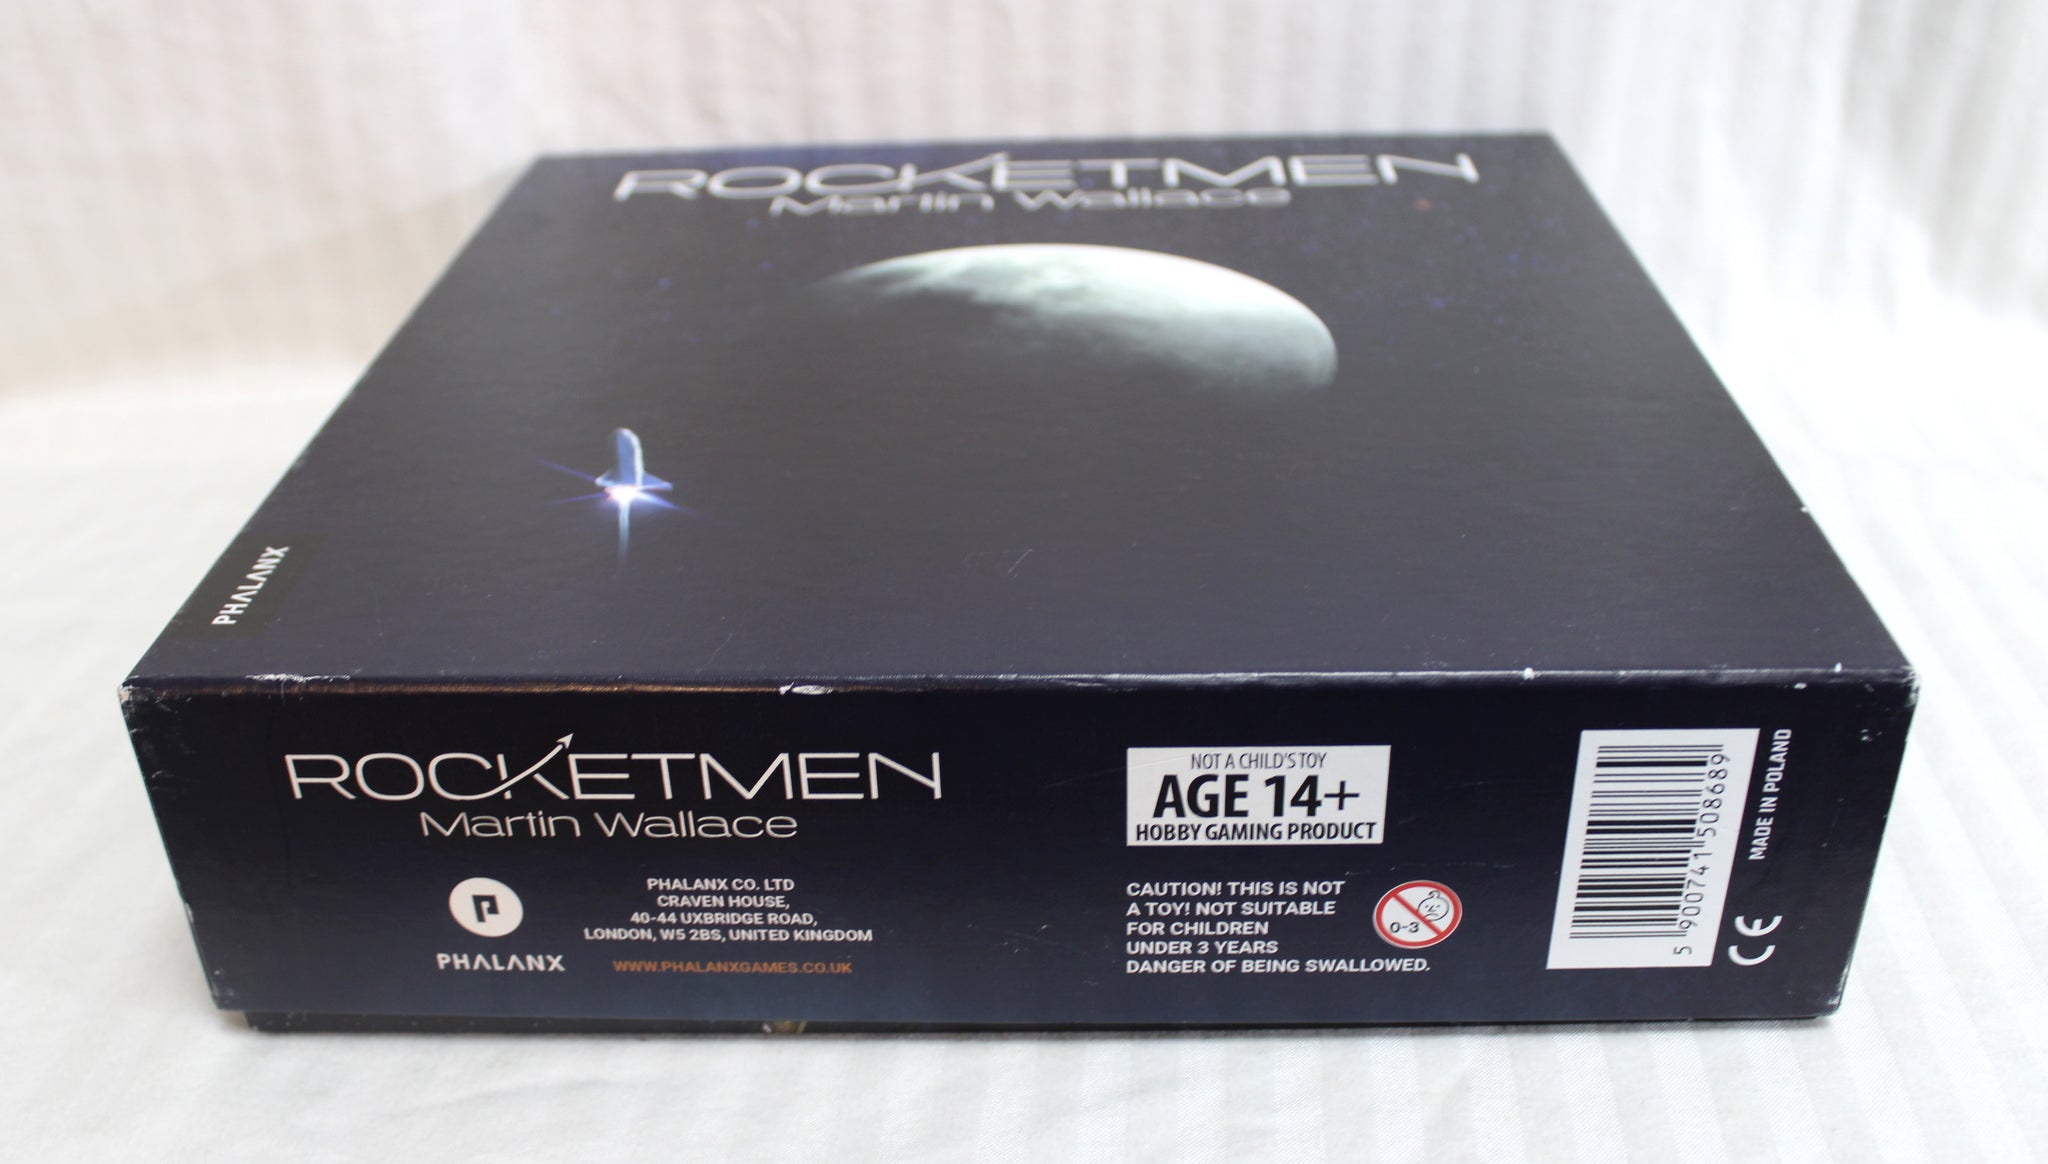 ROCKETMEN
Martin Wallace
PHALANX
ROCKETMEN
Martin Wallace
P
PHALANX
PHALANX CO. LTD
CRAVEN HOUSE,
40-44 UXBRIDGE ROAD,
LONDON, W5 2BS, UNITED KINGDOM
WWW.PHALANXGAMES.CO.UK
NOT A CHILD'S TOY
AGE 14+
HOBBY GAMING PRODUCT
CAUTION! THIS IS NOT
A TOY! NOT SUITABLE
FOR CHILDREN
UNDER 3 YEARS
DANGER OF BEING SWALLOWED.
0-3
5 900741 508689
MADE IN POLAND
CE